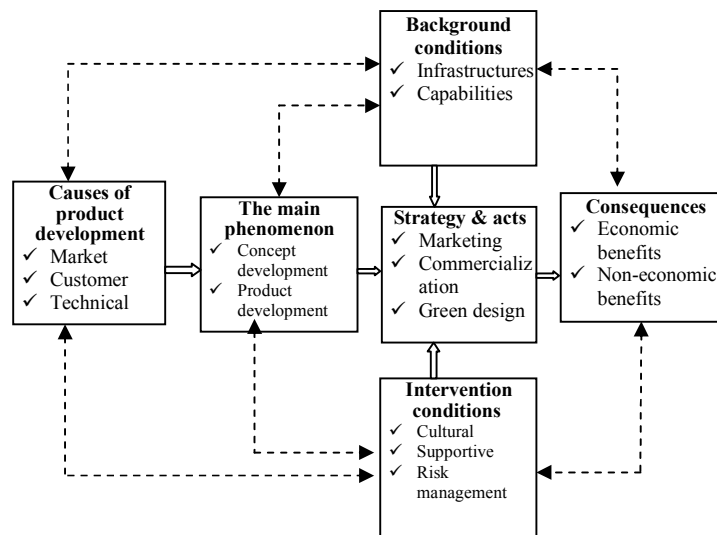 Background
conditions
✓ Infrastructures
✓ Capabilities
Causes of
product
development
✓ Market
✓ Customer
✓ Technical
The main
phenomenon
✓ Concept
development
✓ Product
development
Strategy & acts
✓ Marketing
✓ Commercializ
ation
✓ Green design
Consequences
✓ Economic
benefits
✓ Non-economic
benefits
Intervention
conditions
✓ Cultural
✓ Supportive
✓ Risk
management